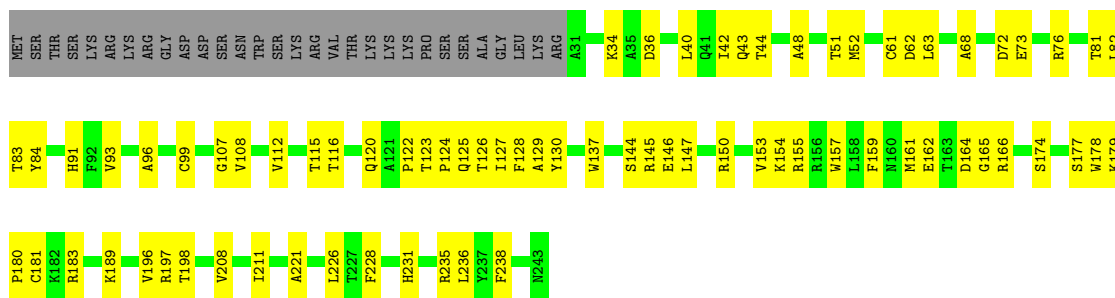 MET SER THR SER LYS ARG LYS ARG GLY ASP ASP SER ASN TRP SER LYS ARG VAL THR LYS LYS LYS PRO SER SER ALA GLY LEU LYS ARG A31 K34 A35 D36 L40 Q41 I42 Q43 T44 A48 T51 M52 C61 D62 L63 A68 D72 E73 R76 T81 L82
T83 Y84 H91 F92 V93 A96 C99 G107 V108 V112 T115 T116 Q120 A121 P122 T123 P124 Q125 T126 I127 F128 A129 Y130 W137 S144 R145 E146 L147 R150 V153 K154 R155 R156 W157 L158 F159 N160 M161 E162 T163 D164 G165 R166 S174 S177 W178 K179
P180 C181 K182 R183 K189 V196 R197 T198 V208 I211 A221 L226 T227 F228 H231 R235 L236 Y237 F238 N243